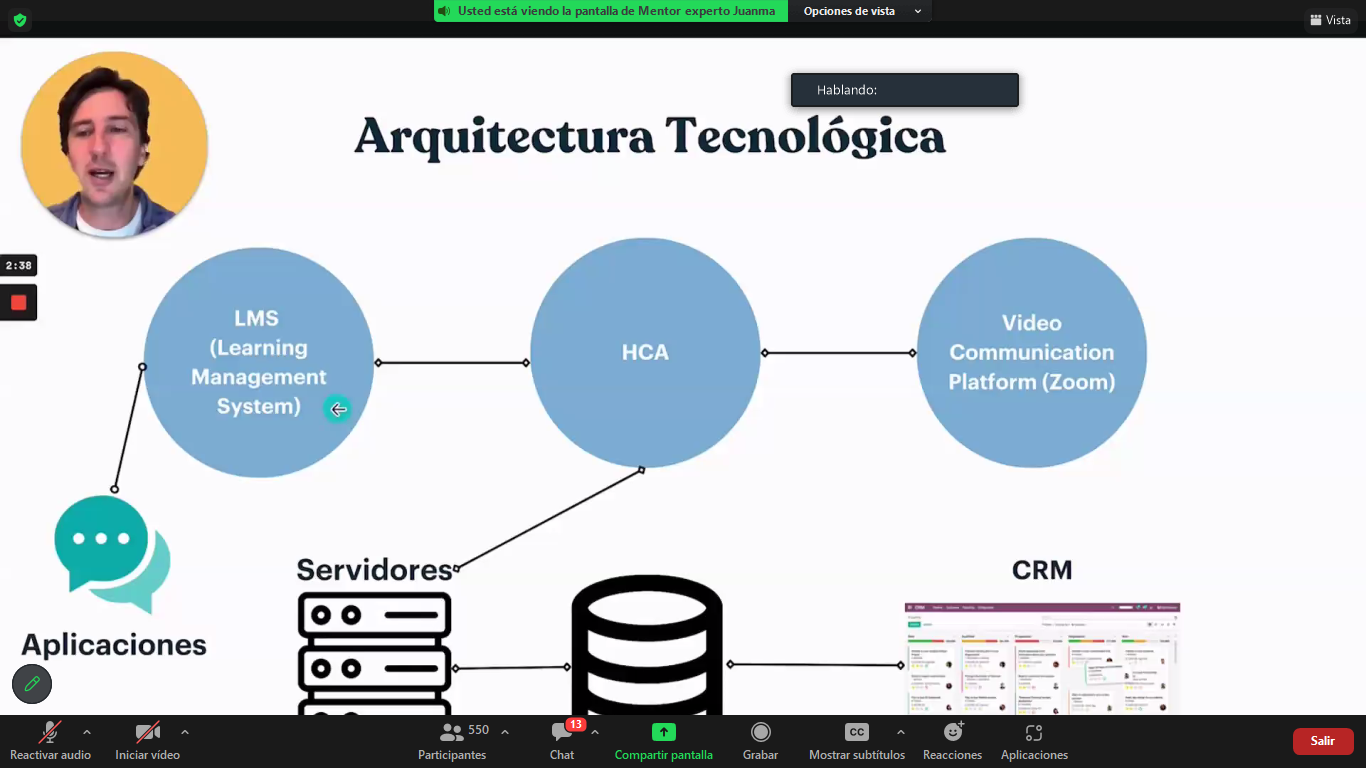 Usted está viendo la pantalla de Mentor experto Juanma
Opciones de vista
Vista
Hablando:
Arquitectura Tecnológica
2:38
LMS
(Learning
Management
System)
HCA
Video
Communication
Platform (Zoom)
Servidores
CRM
Aplicaciones
CRM
550
13
CC
Reactivar audio
Iniciar vídeo
Participantes
Chat
Compartir pantalla
Grabar
Mostrar subtítulos
Reacciones
Aplicaciones
Salir